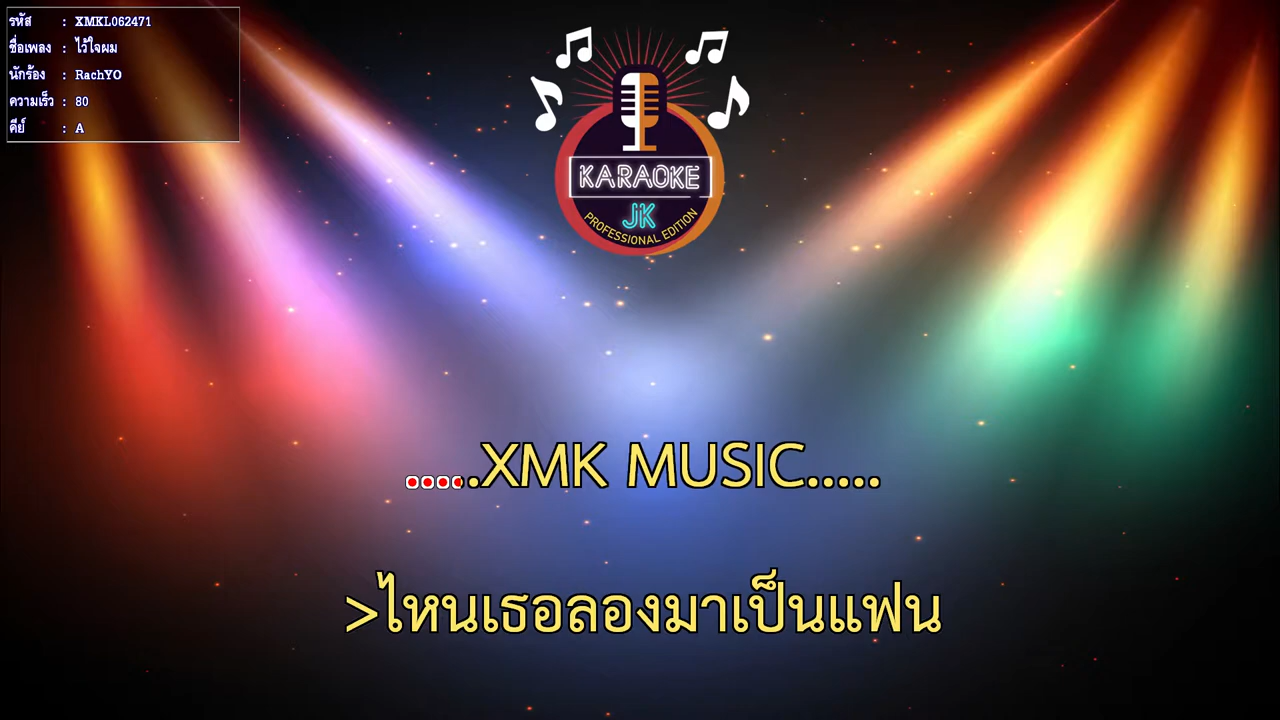 รหัส : XMKL062471
ชื่อเพลง : ไว้ใจผม
นักร้อง : RachYO
ความเร็ว : 80
คีย์ : A
KARAOKE
JK
PROFESSIONAL EDITION
.....XMK MUSIC.....
>ไหนเธอลองมาเป็นแฟน